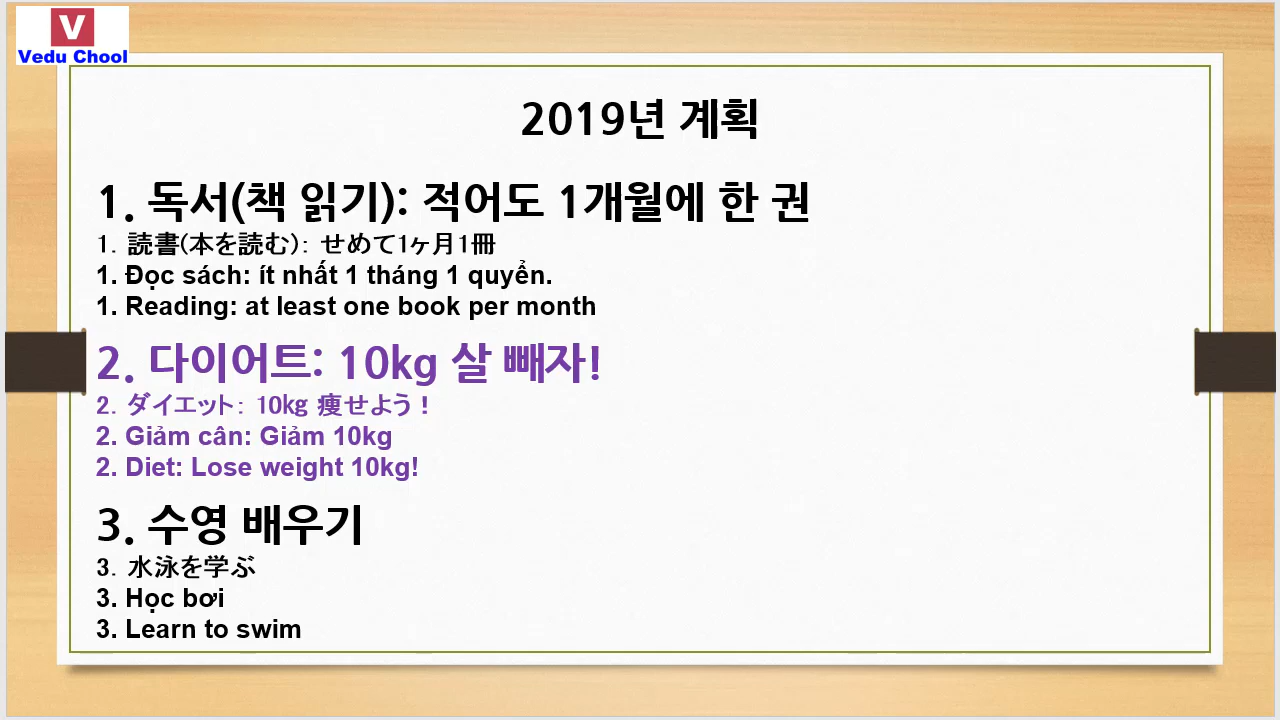 V
Vedu Chool
2019년 계획
1. 독서(책 읽기): 적어도 1개월에 한 권
1. 読書(本を読む): せめて1ヶ月1冊
1. Đọc sách: ít nhất 1 tháng 1 quyển.
1. Reading: at least one book per month
2. 다이어트: 10kg 살 빼자!
2. ダイエット: 10kg 痩せよう！
2. Giảm cân: Giảm 10kg
2. Diet: Lose weight 10kg!
3. 수영 배우기
3. 水泳を学ぶ
3. Học bơi
3. Learn to swim